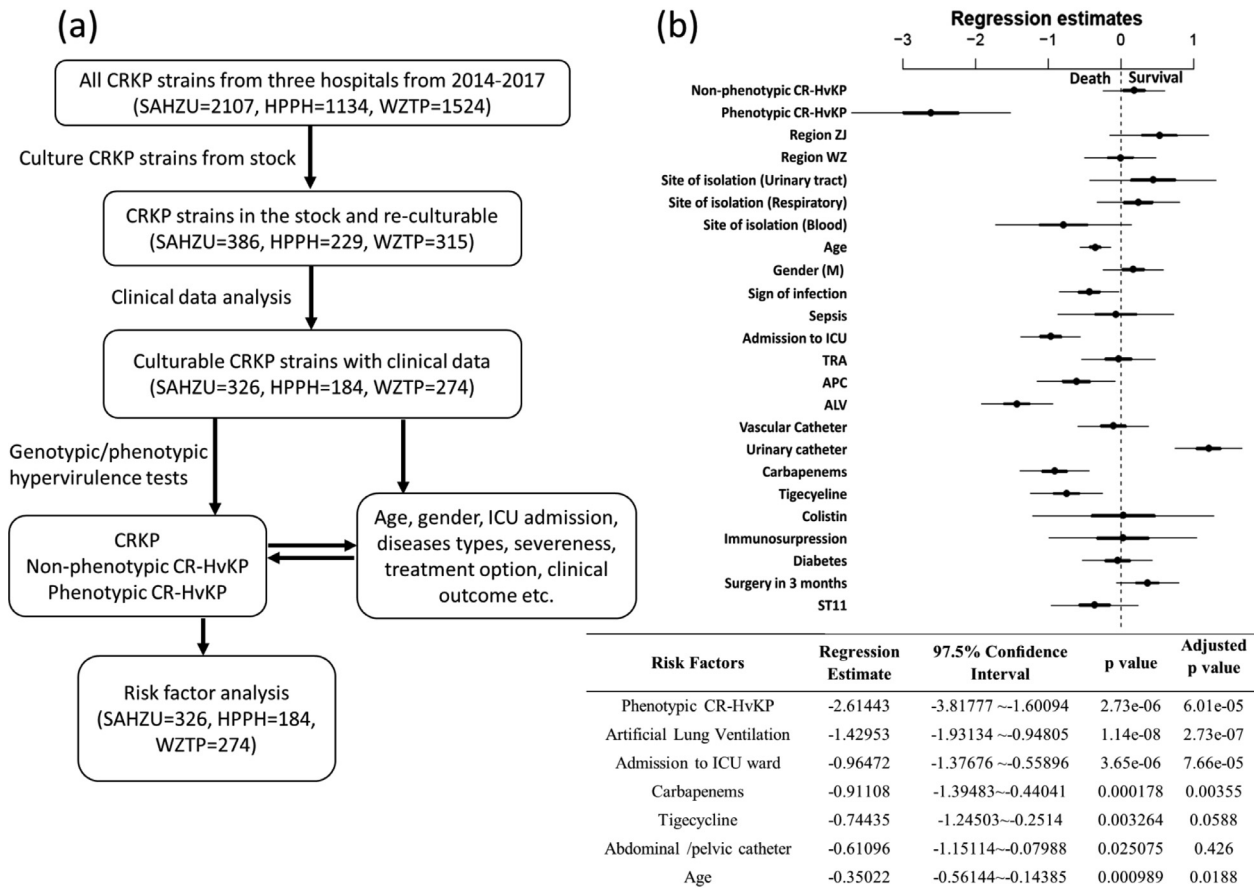 (a)
All CRKP strains from three hospitals from 2014-2017
(SAHZU=2107, HPPH=1134, WZTP=1524)
Culture CRKP strains from stock
CRKP strains in the stock and re-culturable
(SAHZU=386, HPPH=229, WZTP=315)
Clinical data analysis
Culturable CRKP strains with clinical data
(SAHZU=326, HPPH=184, WZTP=274)
Genotypic/phenotypic
hypervirulence tests
CRKP
Non-phenotypic CR-HvKP
Phenotypic CR-HvKP
Age, gender, ICU admission,
diseases types, severeness,
treatment option, clinical
outcome etc.
Risk factor analysis
(SAHZU=326, HPPH=184,
WZTP=274)
(b)
Regression estimates
−3 −2 −1 0 1
Death Survival
Non-phenotypic CR-HvKP
Phenotypic CR-HvKP
Region ZJ
Region WZ
Site of isolation (Urinary tract)
Site of isolation (Respiratory)
Site of isolation (Blood)
Age
Gender (M)
Sign of infection
Sepsis
Admission to ICU
TRA
APC
ALV
Vascular Catheter
Urinary catheter
Carbapenems
Tigecyeline
Colistin
Immunosurpression
Diabetes
Surgery in 3 months
ST11
Risk Factors Regression Estimate 97.5% Confidence Interval p value Adjusted p value
Phenotypic CR-HvKP -2.61443 -3.81777 ~-1.60094 2.73e-06 6.01e-05
Artificial Lung Ventilation -1.42953 -1.93134 ~-0.94805 1.14e-08 2.73e-07
Admission to ICU ward -0.96472 -1.37676 ~-0.55896 3.65e-06 7.66e-05
Carbapenems -0.91108 -1.39483~-0.44041 0.000178 0.00355
Tigecycline -0.74435 -1.24503~-0.2514 0.003264 0.0588
Abdominal /pelvic catheter -0.61096 -1.15114~-0.07988 0.025075 0.426
Age -0.35022 -0.56144~-0.14385 0.000989 0.0188